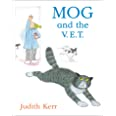 MOG
and the
V.E.T.
Judith Kerr